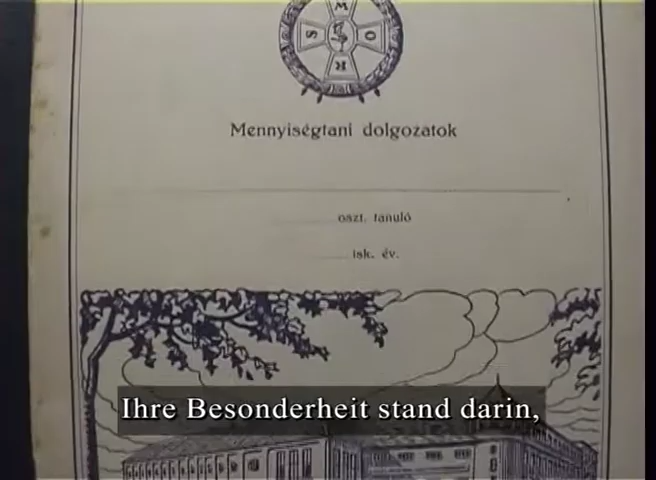 M
S
O
R
Mennyiségtani dolgozatok
oszt. tanuló
isk. év.
Ihre Besonderheit stand darin,